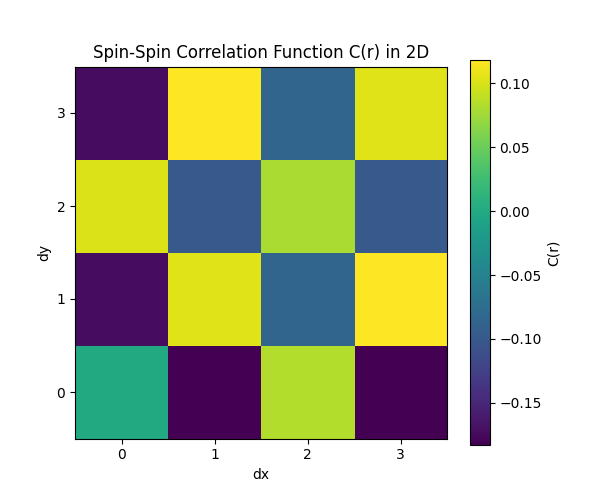 Spin-Spin Correlation Function C(r) in 2D
3
2
1
0
dy
0 1 2 3
dx
0.10
0.05
0.00
−0.05
−0.10
−0.15
C(r)